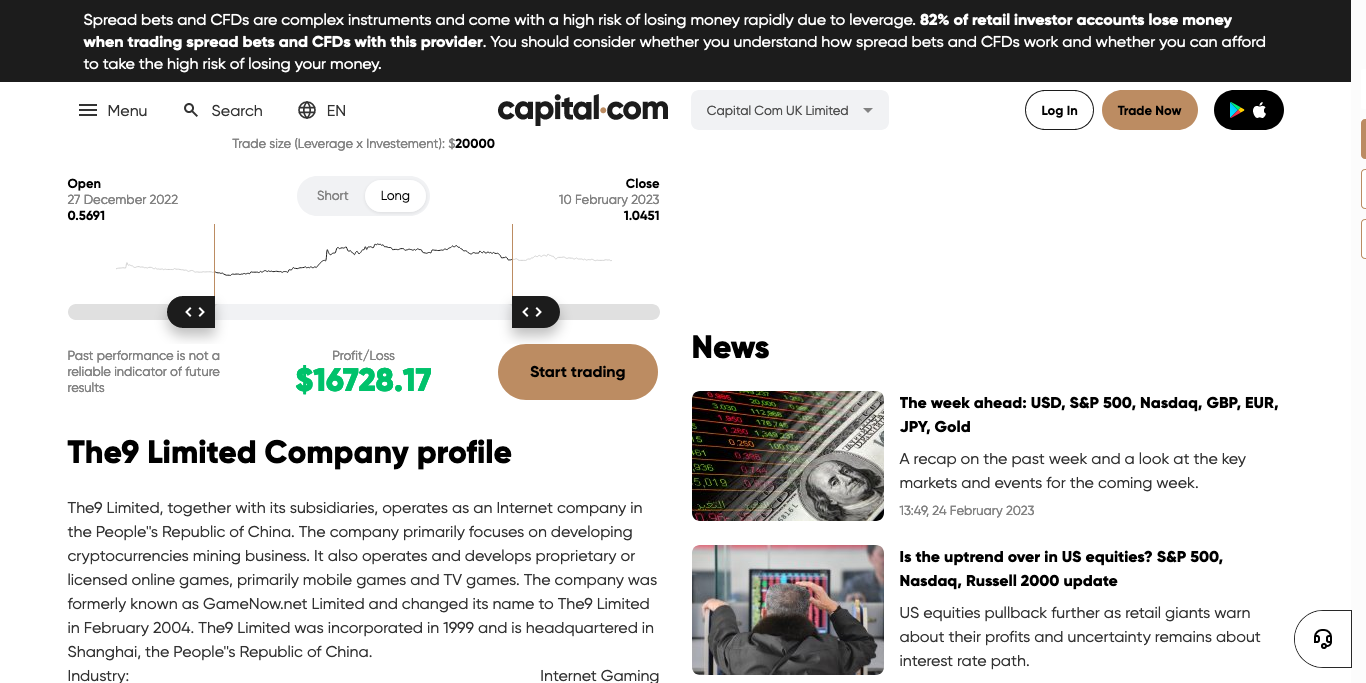 Spread bets and CFDs are complex instruments and come with a high risk of losing money rapidly due to leverage. 82% of retail investor accounts lose money
when trading spread bets and CFDs with this provider. You should consider whether you understand how spread bets and CFDs work and whether you can afford
to take the high risk of losing your money.
Menu
Search
EN
capital.com
Capital Com UK Limited
Log In
Trade Now
Trade size (Leverage x Investement): $20000
Open
27 December 2022
0.5691
Short
Long
Close
10 February 2023
1.0451
Past performance is not a
reliable indicator of future
results
Profit/Loss
$16728.17
Start trading
The9 Limited Company profile
The9 Limited, together with its subsidiaries, operates as an Internet company in
the People"s Republic of China. The company primarily focuses on developing
cryptocurrencies mining business. It also operates and develops proprietary or
licensed online games, primarily mobile games and TV games. The company was
formerly known as GameNow.net Limited and changed its name to The9 Limited
in February 2004. The9 Limited was incorporated in 1999 and is headquartered in
Shanghai, the People"s Republic of China.
Industry:
Internet Gaming
News
The week ahead: USD, S&P 500, Nasdaq, GBP, EUR,
JPY, Gold
A recap on the past week and a look at the key
markets and events for the coming week.
13:49, 24 February 2023
Is the uptrend over in US equities? S&P 500,
Nasdaq, Russell 2000 update
US equities pullback further as retail giants warn
about their profits and uncertainty remains about
interest rate path.